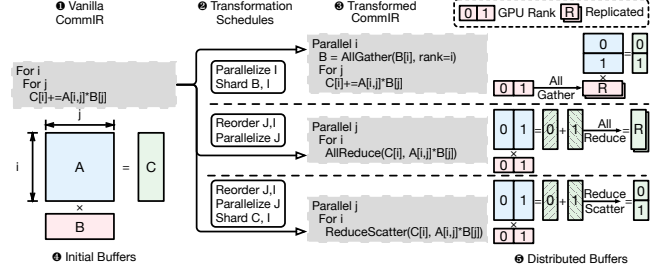 ❶ Vanilla
CommIR
❷ Transformation
Schedules
❸ Transformed
CommIR
0 1 GPU Rank R Replicated
For i
For j
C[i]+=A[i,j]*B[j]
Parallelize I
Shard B, I
Parallel i
B = AllGather(B[i], rank=i)
For j
C[i]+=A[i,j]*B[j]
0
1
=
0
1
×
0 1
All
Gather
R
j
i
A
=
C
×
B
❹ Initial Buffers
Reorder J,I
Parallelize J
Parallel j
For i
AllReduce(C[i], A[i,j]*B[j])
0 1 = 0 + 1
All
Reduce
R
×
0 1
Reorder J,I
Parallelize J
Shard C, I
Parallel j
For i
ReduceScatter(C[i], A[i,j]*B[j])
0 1 = 0 + 1
Reduce
Scatter
0
1
×
0 1
❺ Distributed Buffers